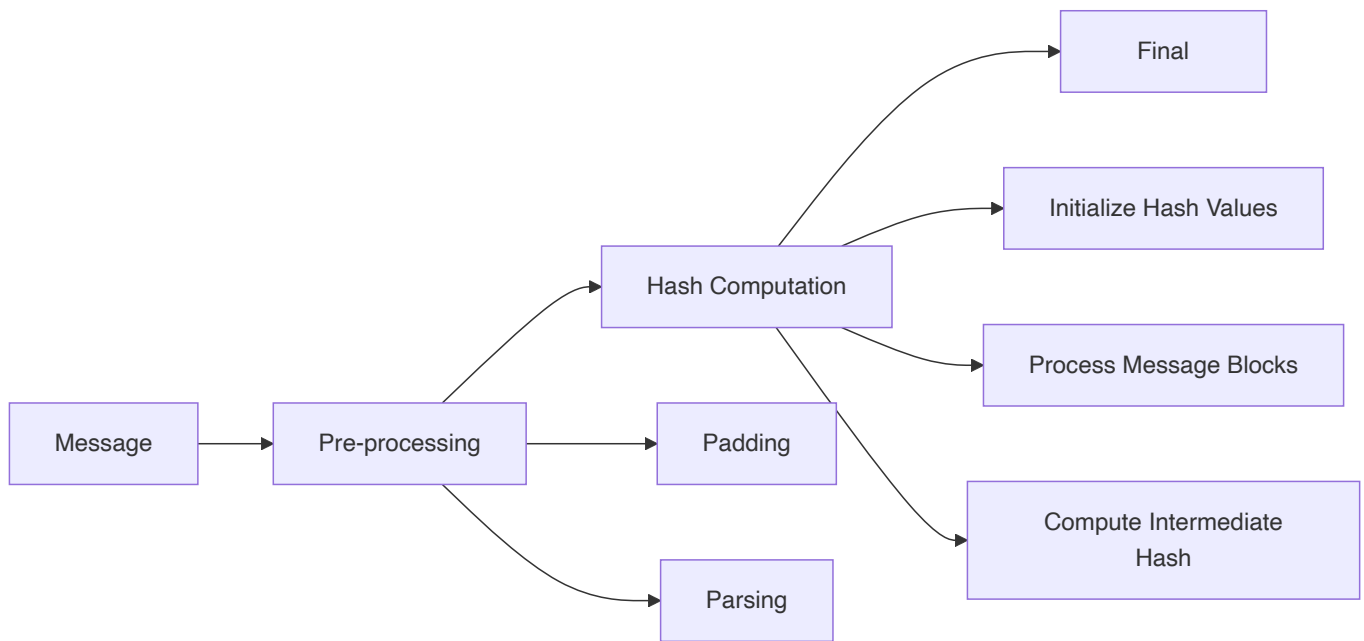 Final
Initialize Hash Values
Hash Computation
Process Message Blocks
Message
Pre-processing
Padding
Compute Intermediate
Hash
Parsing